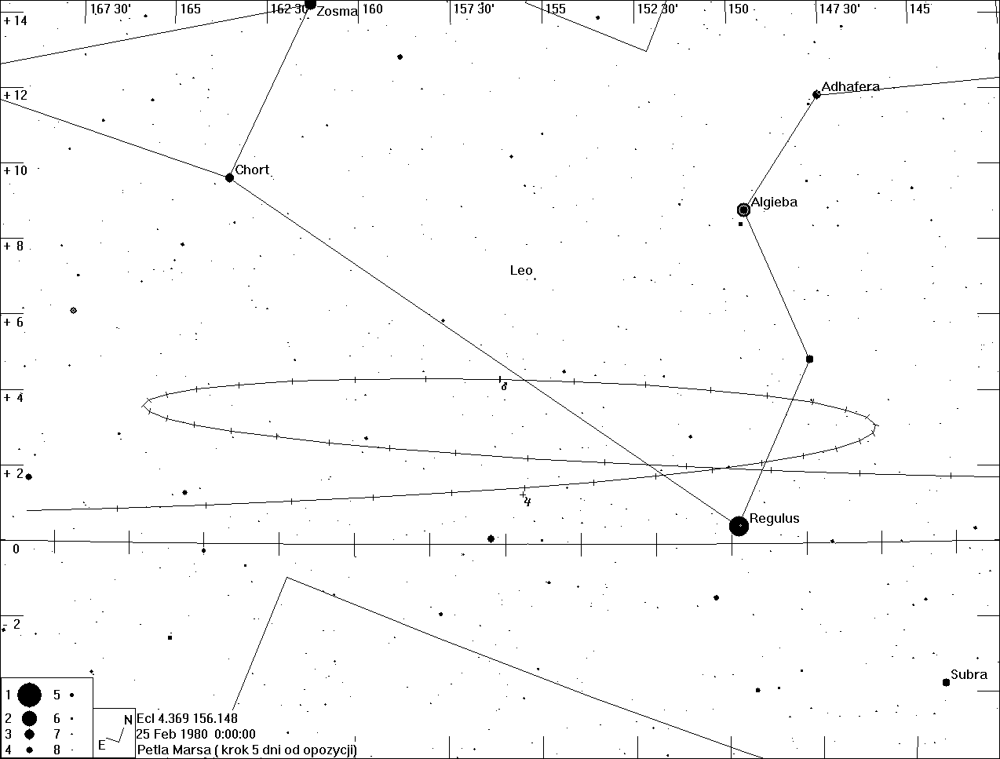 167 30' 165 162 30' 160 157 30' 155 152 30' 150 147 30' 145
+ 14
Zosma
+ 12
Adhafera
+ 10
Chort
Algieba
+ 8
Leo
+ 6
+ 4
♂
+ 2
♃
Regulus
0
- 2
Subra
1 5
2 6
3 7
4 8
N
E
Ecl 4.369 156.148
25 Feb 1980 0:00:00
Petla Marsa ( krok 5 dni od opozycji)